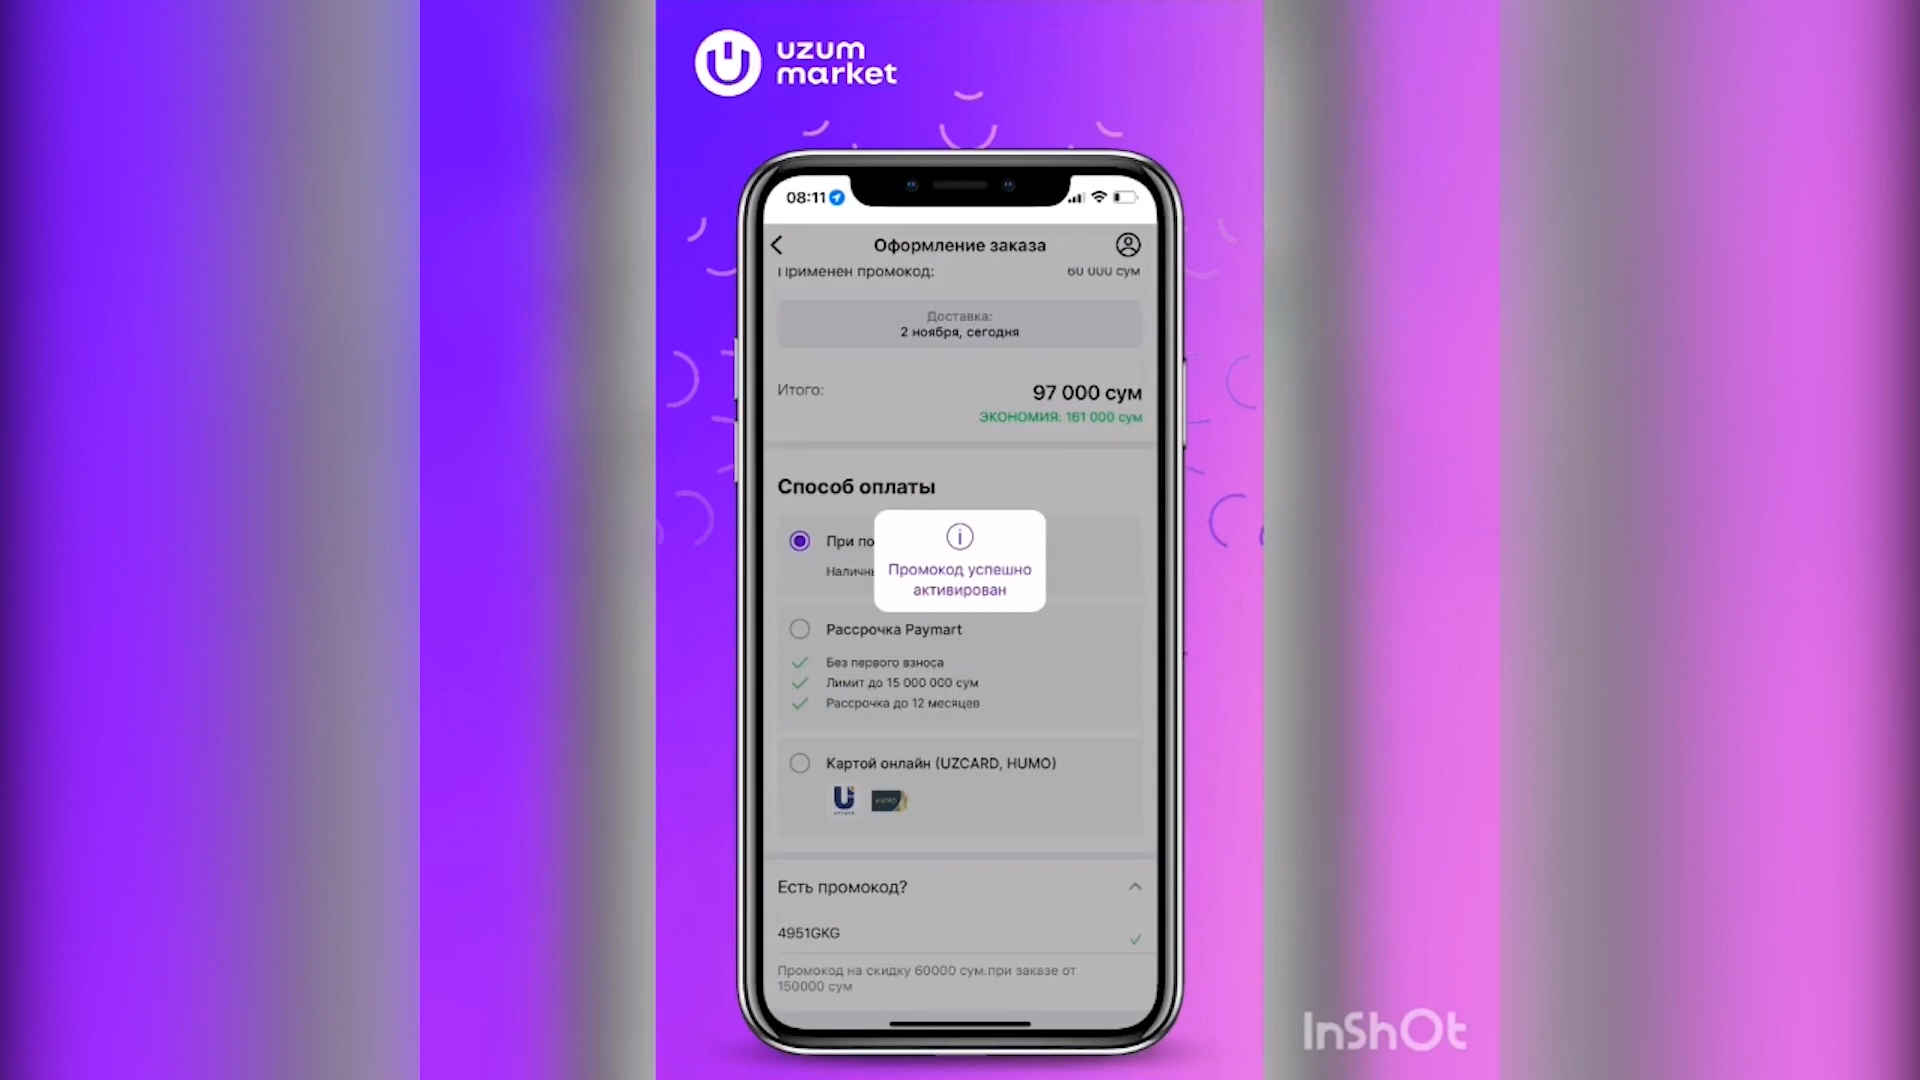 uzum
market
08:11
Оформление заказа
Применен промокод:
60 000 сум
Доставка:
2 ноября, сегодня
Итого:
97 000 сум
ЭКОНОМИЯ: 161 000 сум
Способ оплаты
При по
Наличн
Промокод успешно
активирован
Рассрочка Paymart
Без первого взноса
Лимит до 15 000 000 сум
Рассрочка до 12 месяцев
Картой онлайн (UZCARD, HUMO)
Есть промокод?
4951GKG
Промокод на скидку 60000 сум.при заказе от
150000 сум
InShOt